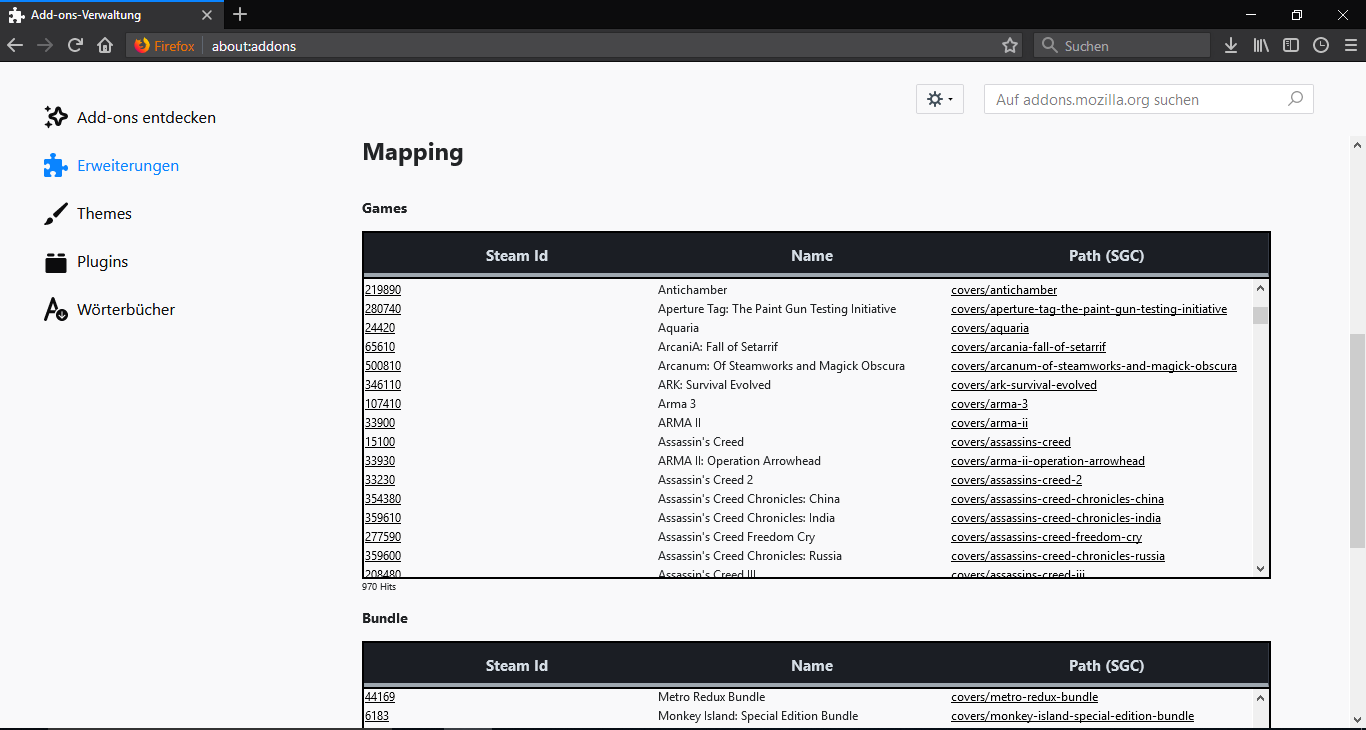 Add-ons-Verwaltung
Firefox about:addons Suchen
Auf addons.mozilla.org suchen
Add-ons entdecken
Erweiterungen
Themes
Plugins
Wörterbücher
Mapping
Games
Steam Id Name Path (SGC)
219890 Antichamber covers/antichamber
280740 Aperture Tag: The Paint Gun Testing Initiative covers/aperture-tag-the-paint-gun-testing-initiative
24420 Aquaria covers/aquaria
65610 ArcaniA: Fall of Setarrif covers/arcania-fall-of-setarrif
500810 Arcanum: Of Steamworks and Magick Obscura covers/arcanum-of-steamworks-and-magick-obscura
346110 ARK: Survival Evolved covers/ark-survival-evolved
107410 Arma 3 covers/arma-3
33900 ARMA II covers/arma-ii
15100 Assassin's Creed covers/assassins-creed
33930 ARMA II: Operation Arrowhead covers/arma-ii-operation-arrowhead
33230 Assassin's Creed 2 covers/assassins-creed-2
354380 Assassin's Creed Chronicles: China covers/assassins-creed-chronicles-china
359610 Assassin's Creed Chronicles: India covers/assassins-creed-chronicles-india
277590 Assassin's Creed Freedom Cry covers/assassins-creed-freedom-cry
359600 Assassin's Creed Chronicles: Russia covers/assassins-creed-chronicles-russia
208480 Assassin's Creed III covers/assassins-creed-iii
970 Hits
Bundle
Steam Id Name Path (SGC)
44169 Metro Redux Bundle covers/metro-redux-bundle
6183 Monkey Island: Special Edition Bundle covers/monkey-island-special-edition-bundle